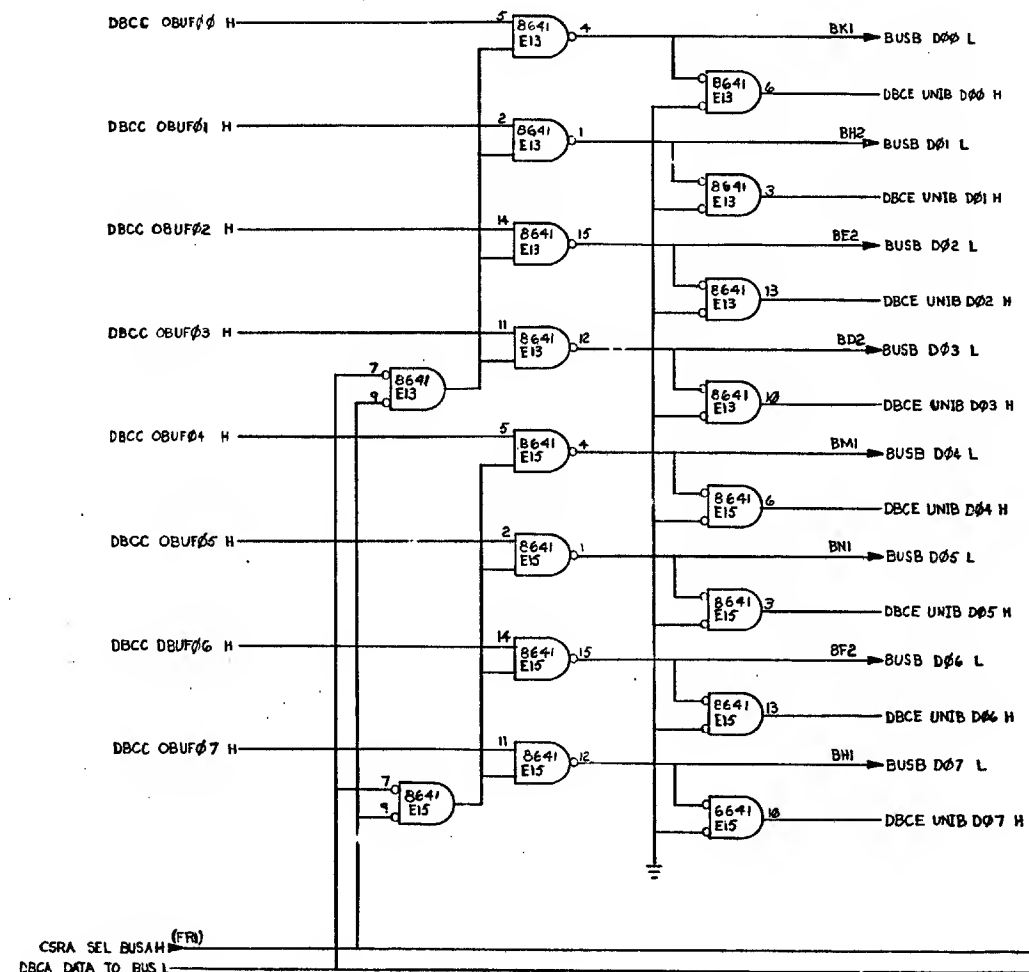 DBCC OBUFØØ H 5 8641 E13 4 BK1 BUSB DØØ L
8641 E13 6 DBCE UNIB DØØ H
DBCC OBUFØ1 H 2 8641 E13 1 BH2 BUSB DØ1 L
8641 E13 3 DBCE UNIB DØ1 H
DBCC OBUFØ2 H 14 8641 E13 15 BE2 BUSB DØ2 L
8641 E13 13 DBCE UNIB DØ2 H
DBCC OBUFØ3 H 11 8641 E13 12 BD2 BUSB DØ3 L
7 9 8641 E13
8641 E13 1Ø DBCE UNIB DØ3 H
DBCC OBUFØ4 H 5 8641 E15 4 BM1 BUSB DØ4 L
8641 E15 6 DBCE UNIB DØ4 H
DBCC OBUFØ5 H 2 8641 E15 1 BN1 BUSB DØ5 L
8641 E15 3 DBCE UNIB DØ5 H
DBCC DBUFØ6 H 14 8641 E15 15 BF2 BUSB DØ6 L
8641 E15 13 DBCE UNIB DØ6 H
DBCC OBUFØ7 H 11 8641 E15 12 BH1 BUSB DØ7 L
7 9 8641 E15
6641 E15 1Ø DBCE UNIB DØ7 H
CSRA SEL BUSA H (FR1)
DBCA DATA TO BUS L